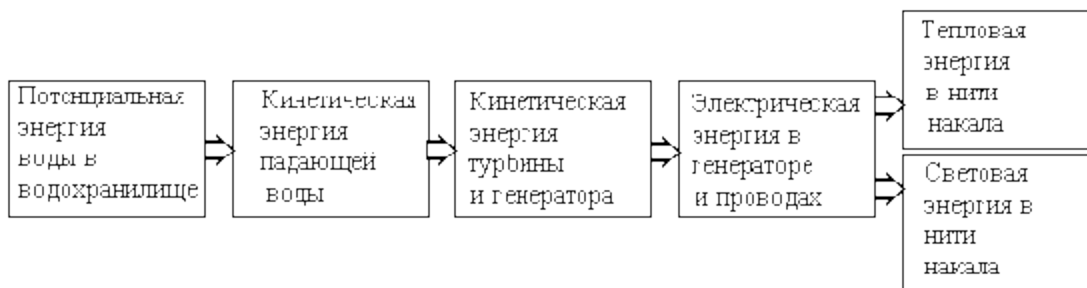 Потенциальная
энергия
воды в
водохранилище
Кинетическая
энергия
падающей
воды
Кинетическая
энергия
турбины
и генератора
Электрическая
энергия в
генераторе
и проводах
Тепловая
энергия
в нити
накала
Световая
энергия в
нити
накала